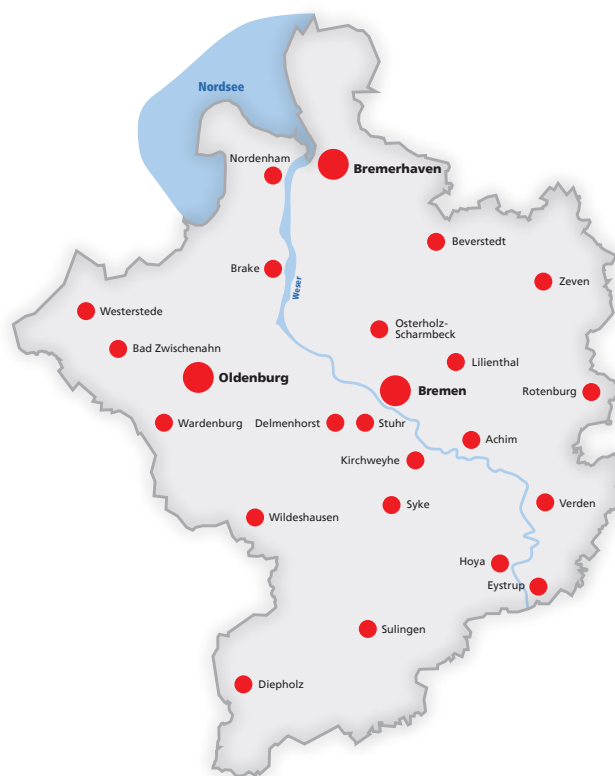 Nordsee
Nordenham
Bremerhaven
Beverstedt
Brake
Weser
Zeven
Westerstede
Osterholz-
Scharmbeck
Bad Zwischenahn
Lilienthal
Oldenburg
Bremen
Rotenburg
Wardenburg
Delmenhorst
Stuhr
Achim
Kirchweyhe
Syke
Verden
Wildeshausen
Hoya
Eystrup
Sulingen
Diepholz